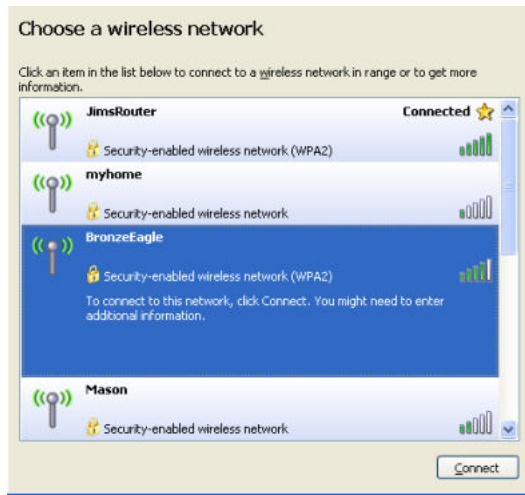 Choose a wireless network
Click an item in the list below to connect to a wireless network in range or to get more
information.
JimsRouter Connected
Security-enabled wireless network (WPA2)
myhome
Security-enabled wireless network
BronzeEagle
Security-enabled wireless network (WPA2)
To connect to this network, click Connect. You might need to enter
additional information.
Mason
Security-enabled wireless network
Connect